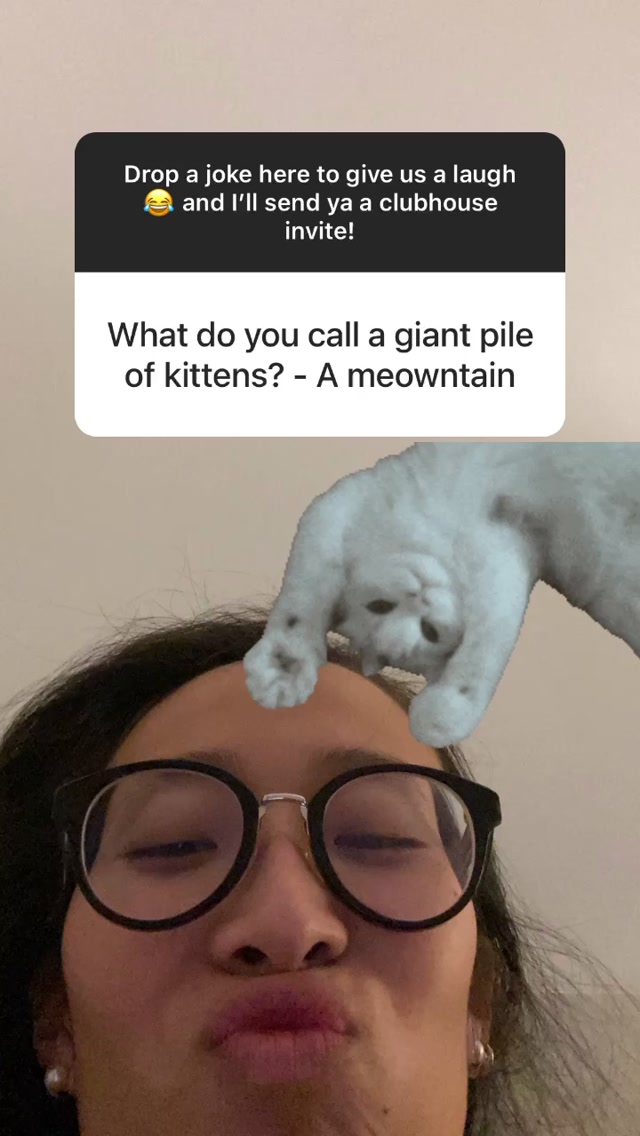 Drop a joke here to give us a laugh
😂 and I’ll send ya a clubhouse
invite!
What do you call a giant pile
of kittens? - A meowntain